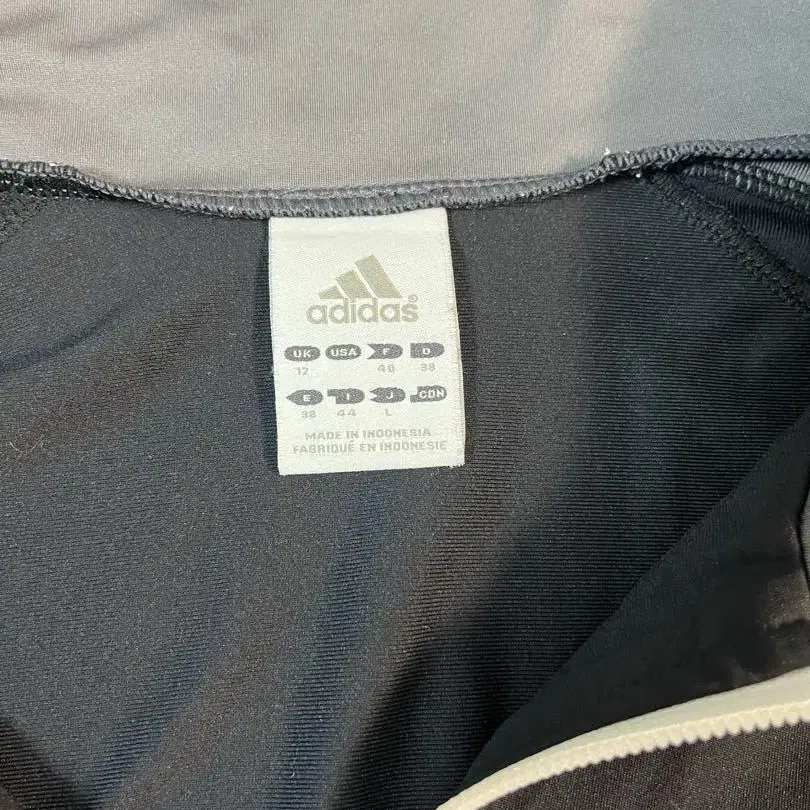 adidas®
UK USA F D
12 40 38
E I J CDN
38 44 L
MADE IN INDONESIA
FABRIQUÉ EN INDONESIE